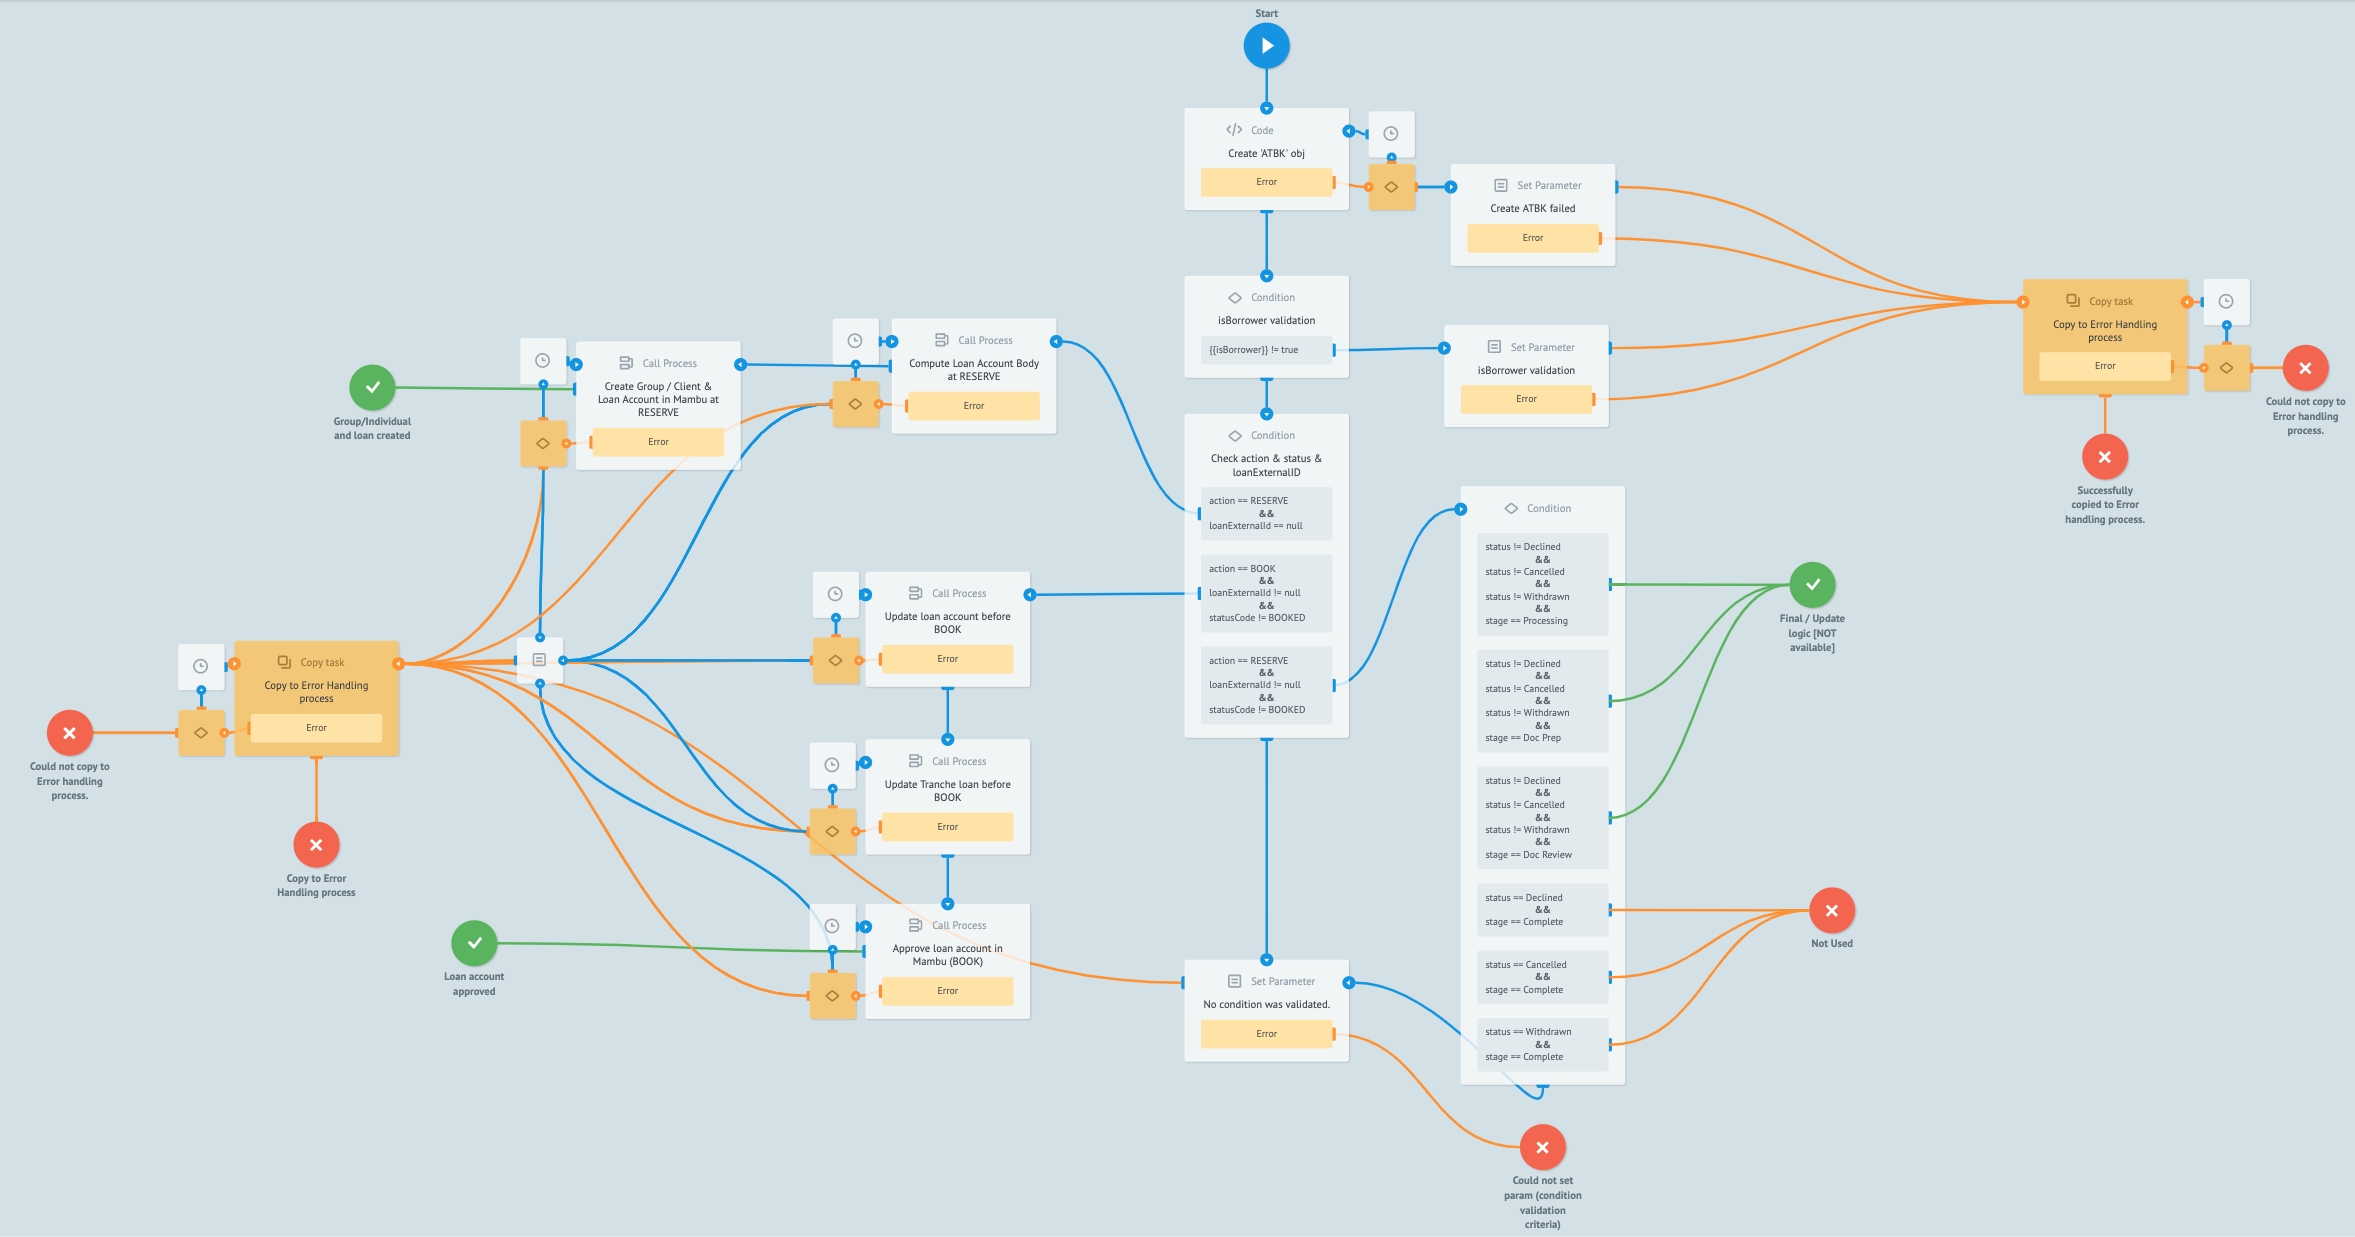 Start
Code
Create 'ATBK' obj
Error
Set Parameter
Create ATBK failed
Error
Condition
isBorrower validation
{{isBorrower}} != true
Set Parameter
isBorrower validation
Error
Copy task
Copy to Error Handling
process
Error
Could not copy to
Error handling
process.
Successfully
copied to Error
handling process.
Call Process
Compute Loan Account Body
at RESERVE
Error
Call Process
Create Group / Client &
Loan Account in Mambu at
RESERVE
Error
Group/Individual
and loan created
Condition
Check action & status &
loanExternalID
action == RESERVE
&&
loanExternalId == null
action == BOOK
&&
loanExternalId != null
&&
statusCode != BOOKED
action == RESERVE
&&
loanExternalId != null
&&
statusCode != BOOKED
Condition
status != Declined
&&
status != Cancelled
&&
status != Withdrawn
&&
stage == Processing
status != Declined
&&
status != Cancelled
&&
status != Withdrawn
&&
stage == Doc Prep
status != Declined
&&
status != Cancelled
&&
status != Withdrawn
&&
stage == Doc Review
status == Declined
&&
stage == Complete
status == Cancelled
&&
stage == Complete
status == Withdrawn
&&
stage == Complete
Final / Update
logic [NOT
available]
Not Used
Call Process
Update loan account before
BOOK
Error
Call Process
Update Tranche loan before
BOOK
Error
Call Process
Approve loan account in
Mambu (BOOK)
Error
Copy task
Copy to Error Handling
process
Error
Could not copy to
Error handling
process.
Copy to Error
Handling process
Loan account
approved
Set Parameter
No condition was validated.
Error
Could not set
param (condition
validation
criteria)